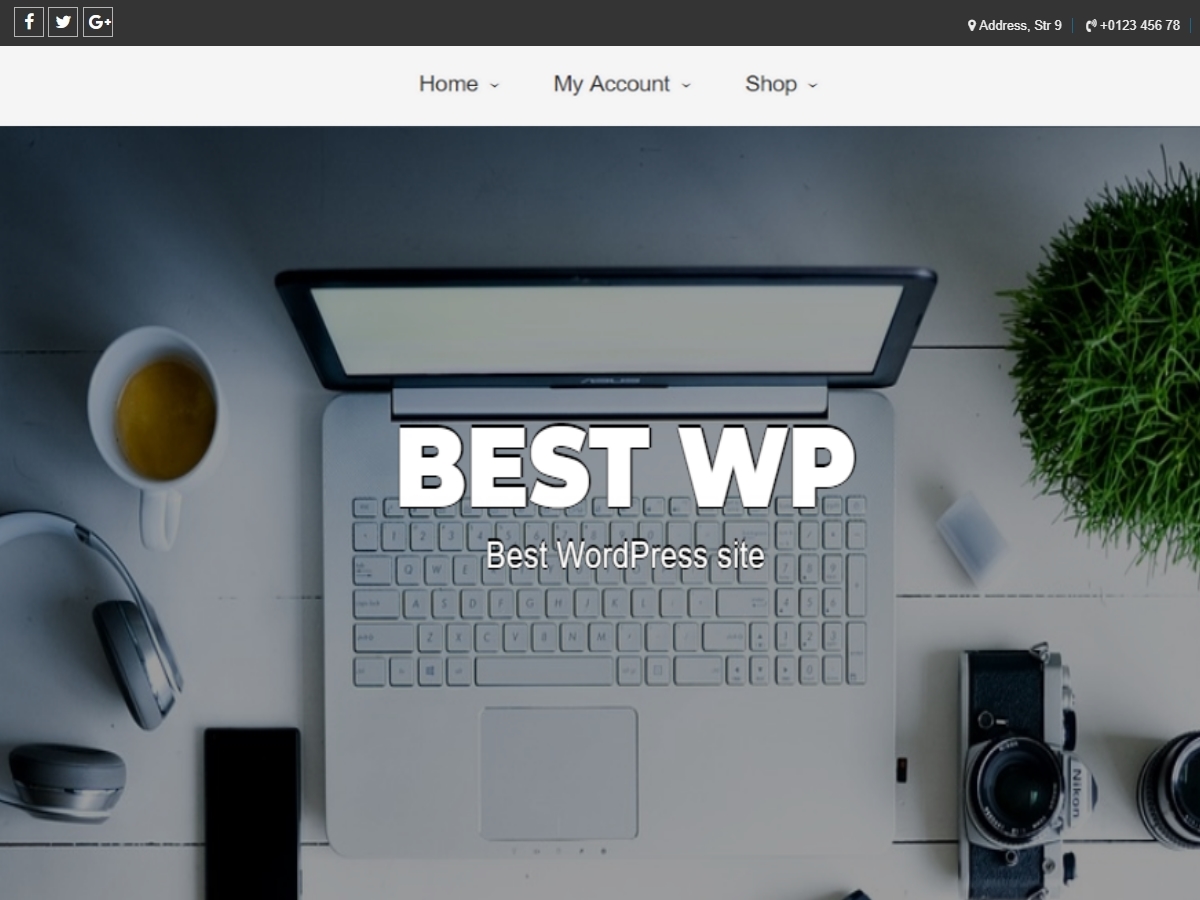 Address, Str 9
+0123 456 78
Home
My Account
Shop
BEST WP
Best WordPress site
Nikon